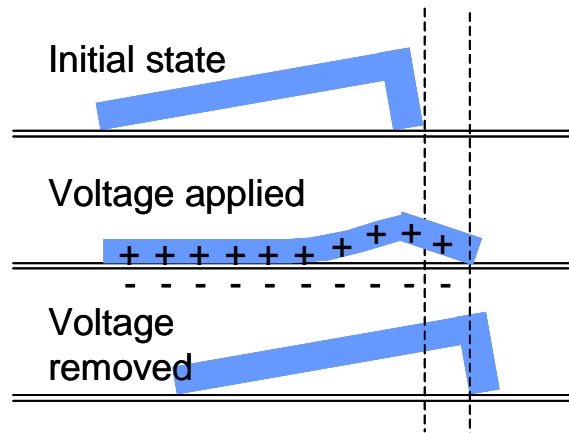 Initial state
Voltage applied
+ + + + + + + + + +
- - - - - - - - - -
Voltage
removed